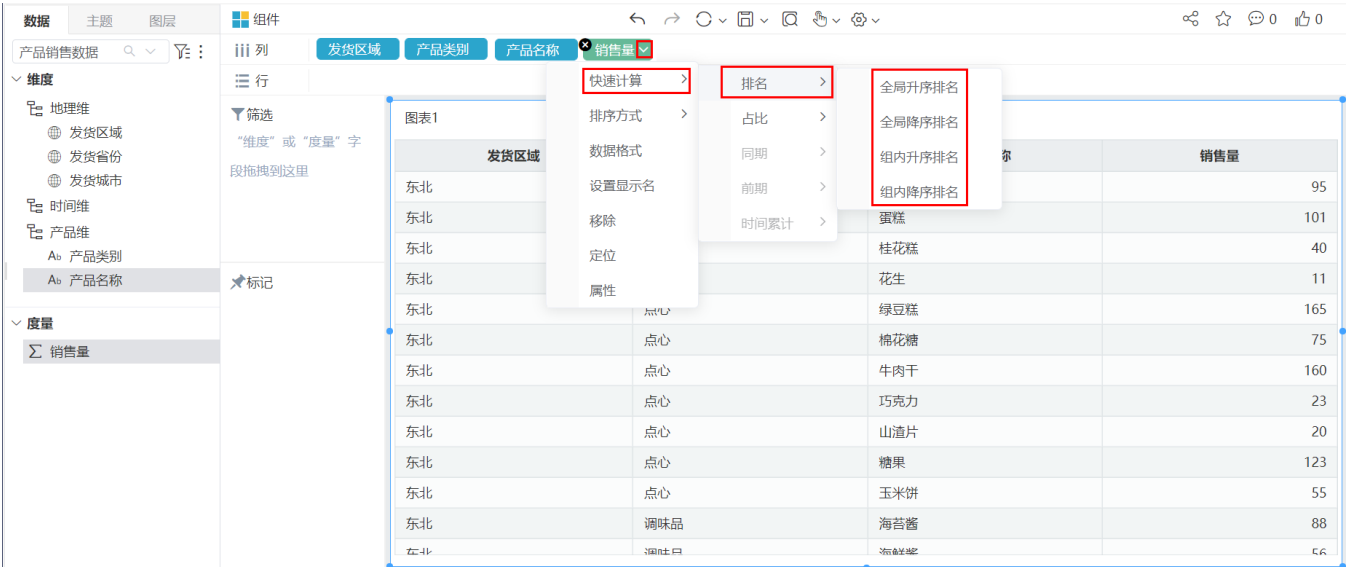 数据 主题 图层 组件 0 0
产品销售数据 列 发货区域 产品类别 产品名称 销售量
维度 行
地理维
发货区域
发货省份
发货城市
时间维
产品维
Ab 产品类别
Ab 产品名称
度量
∑ 销售量
筛选
“维度”或“度量”字
段拖拽到这里
标记
快速计算
排序方式
数据格式
设置显示名
移除
定位
属性
排名
占比
同期
前期
时间累计
全局升序排名
全局降序排名
组内升序排名
组内降序排名
图表1
发货区域 称 销售量
东北 95
东北 蛋糕 101
东北 桂花糕 40
东北 花生 11
东北 点心 绿豆糕 165
东北 点心 棉花糖 75
东北 点心 牛肉干 160
东北 点心 巧克力 23
东北 点心 山渣片 20
东北 点心 糖果 123
东北 点心 玉米饼 55
东北 调味品 海苔酱 88
东北 调味品 海鲜酱 56